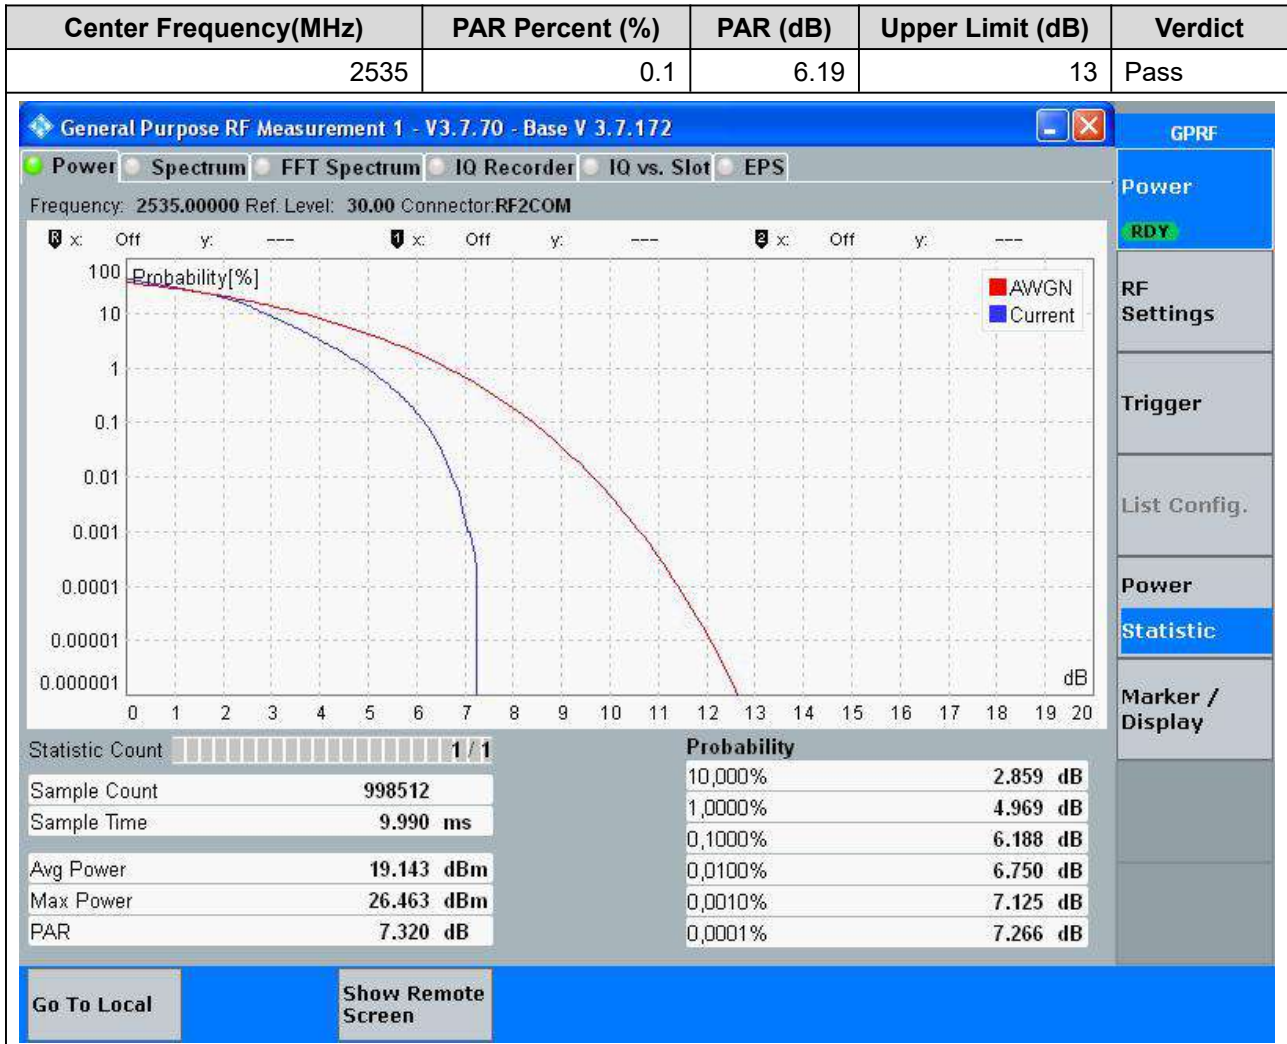 Center Frequency(MHz) PAR Percent (%) PAR (dB) Upper Limit (dB) Verdict
2535 0.1 6.19 13 Pass
General Purpose RF Measurement 1 - V3.7.70 - Base V 3.7.172
GPRF
Power Spectrum FFT Spectrum IQ Recorder IQ vs. Slot EPS
Frequency: 2535.00000 Ref. Level: 30.00 Connector:RF2COM
R x: Off y: --- 1 x: Off y: --- 2 x: Off y: ---
Probability[%]
AWGN
Current
100
10
1
0.1
0.01
0.001
0.0001
0.00001
0.000001
dB
0 1 2 3 4 5 6 7 8 9 10 11 12 13 14 15 16 17 18 19 20
Statistic Count 1 / 1
Sample Count 998512
Sample Time 9.990 ms
Avg Power 19.143 dBm
Max Power 26.463 dBm
PAR 7.320 dB
Probability
10,000% 2.859 dB
1,0000% 4.969 dB
0,1000% 6.188 dB
0,0100% 6.750 dB
0,0010% 7.125 dB
0,0001% 7.266 dB
Power
RDY
RF
Settings
Trigger
List Config.
Power
Statistic
Marker /
Display
Go To Local
Show Remote
Screen